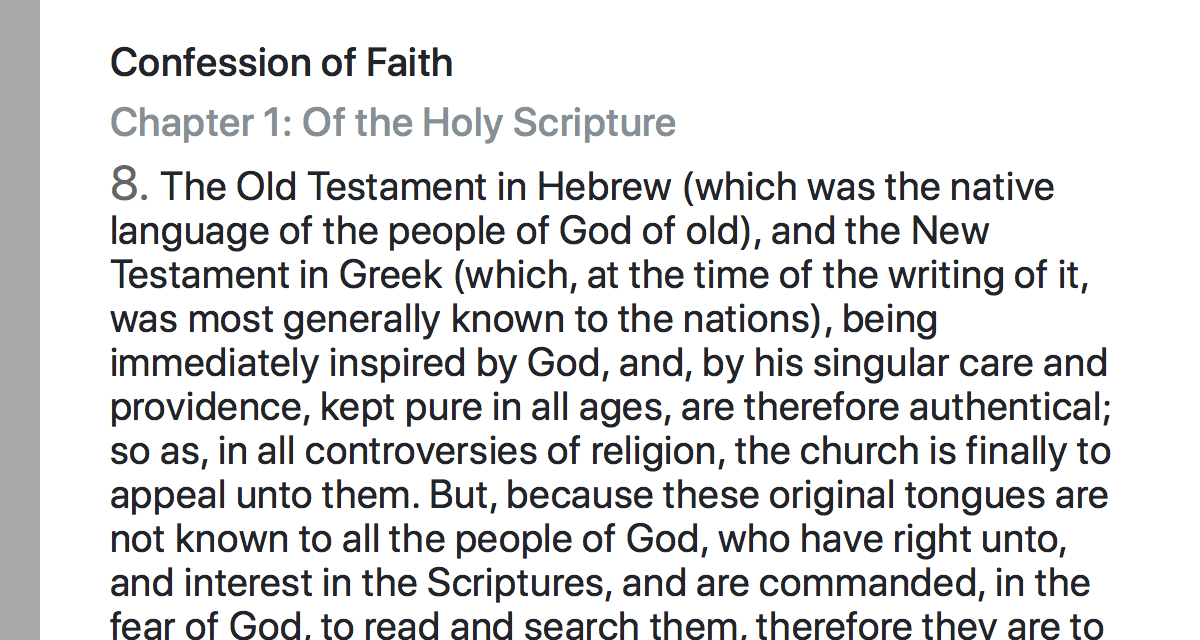 Confession of Faith
Chapter 1: Of the Holy Scripture
8. The Old Testament in Hebrew (which was the native
language of the people of God of old), and the New
Testament in Greek (which, at the time of the writing of it,
was most generally known to the nations), being
immediately inspired by God, and, by his singular care and
providence, kept pure in all ages, are therefore authentical;
so as, in all controversies of religion, the church is finally to
appeal unto them. But, because these original tongues are
not known to all the people of God, who have right unto,
and interest in the Scriptures, and are commanded, in the
fear of God, to read and search them, therefore they are to